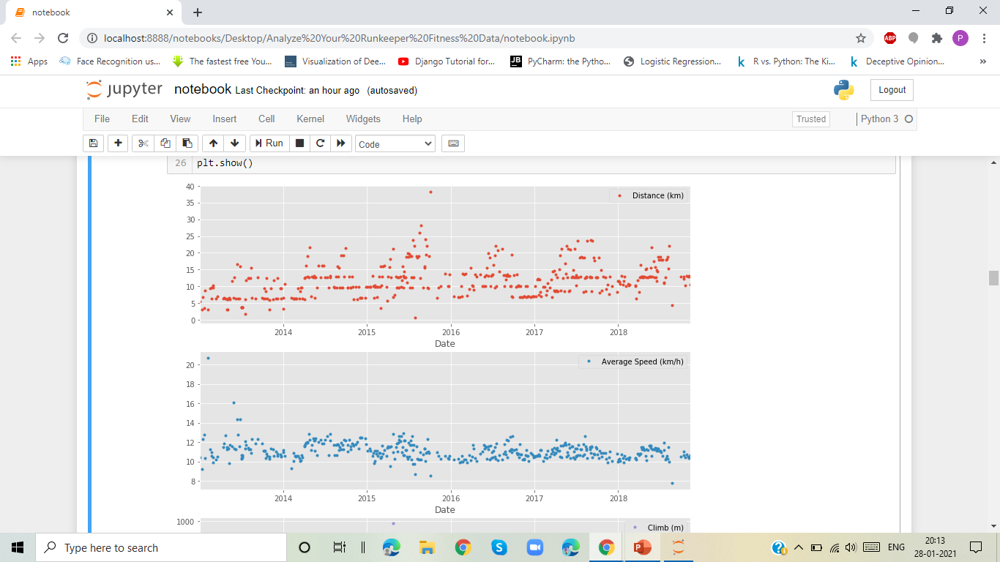 notebook
localhost:8888/notebooks/Desktop/Analyze%20Your%20Runkeeper%20Fitness%20Data/notebook.ipynb
ABP
P
Apps Face Recognition us... The fastest free You... Visualization of Dee... Django Tutorial for... JB PyCharm: the Pytho... Logistic Regression... k R vs. Python: The Ki... k Deceptive Opinion... »
jupyter notebook Last Checkpoint: an hour ago (autosaved) Logout
File Edit View Insert Cell Kernel Widgets Help Trusted Python 3
Run Code
26 plt.show()
40
Distance (km)
35
30
25
20
15
10
5
0
2014 2015 2016 2017 2018
Date
Average Speed (km/h)
20
18
16
14
12
10
8
2014 2015 2016 2017 2018
Date
1000
Climb (m)
Type here to search
ENG
20:13
28-01-2021